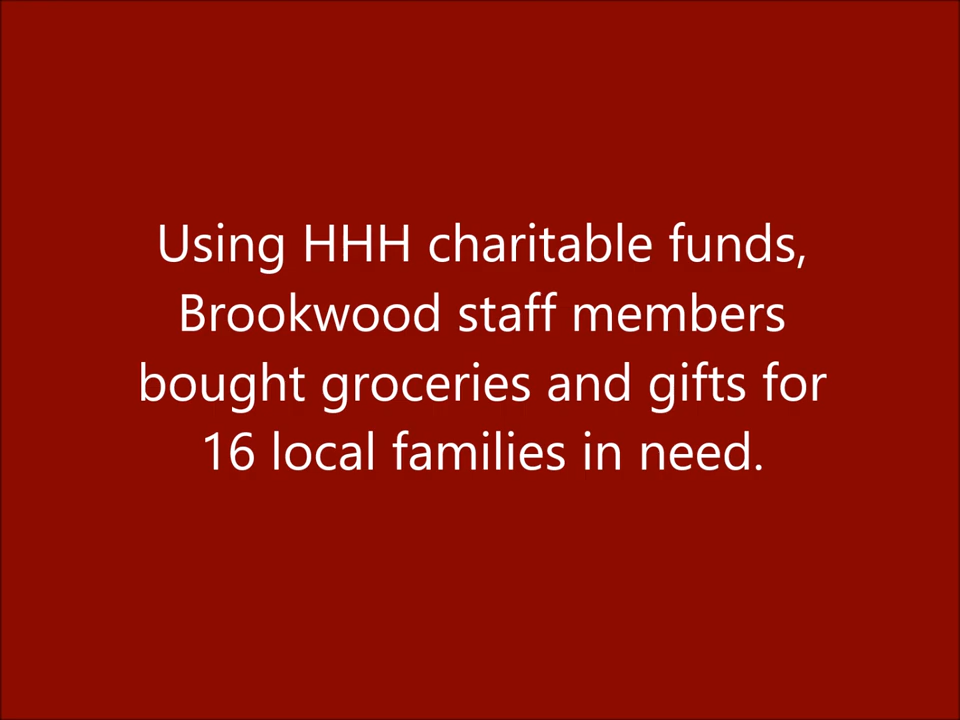 Using HHH charitable funds,
Brookwood staff members
bought groceries and gifts for
16 local families in need.